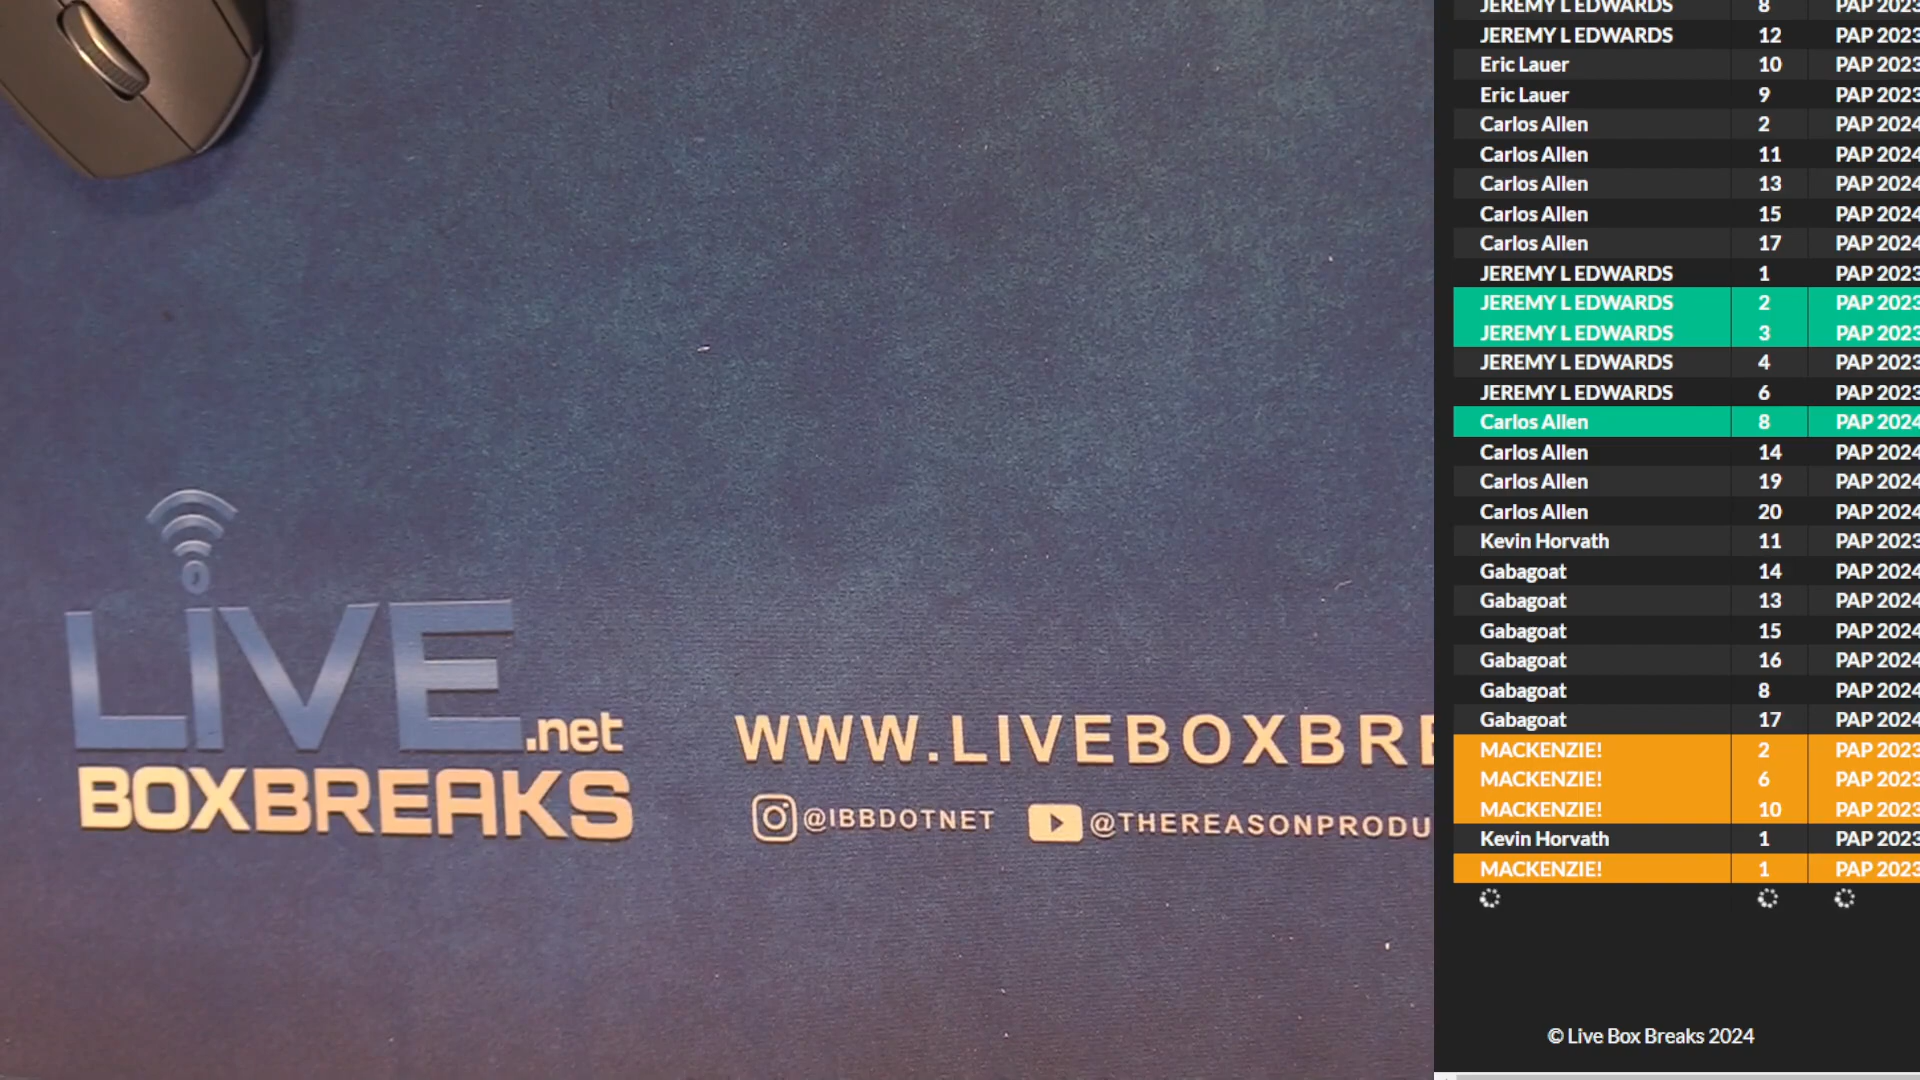 LiVE.net
BOXBREAKS
WWW.LIVEBOXBRE
@IBBDOTNET @THEREASONPRODU
JEREMY L EDWARDS 8 PAP 2023
JEREMY L EDWARDS 12 PAP 2023
Eric Lauer 10 PAP 2023
Eric Lauer 9 PAP 2023
Carlos Allen 2 PAP 2024
Carlos Allen 11 PAP 2024
Carlos Allen 13 PAP 2024
Carlos Allen 15 PAP 2024
Carlos Allen 17 PAP 2024
JEREMY L EDWARDS 1 PAP 2023
JEREMY L EDWARDS 2 PAP 2023
JEREMY L EDWARDS 3 PAP 2023
JEREMY L EDWARDS 4 PAP 2023
JEREMY L EDWARDS 6 PAP 2023
Carlos Allen 8 PAP 2024
Carlos Allen 14 PAP 2024
Carlos Allen 19 PAP 2024
Carlos Allen 20 PAP 2024
Kevin Horvath 11 PAP 2023
Gabagoat 14 PAP 2024
Gabagoat 13 PAP 2024
Gabagoat 15 PAP 2024
Gabagoat 16 PAP 2024
Gabagoat 8 PAP 2024
Gabagoat 17 PAP 2024
MACKENZIE! 2 PAP 2023
MACKENZIE! 6 PAP 2023
MACKENZIE! 10 PAP 2023
Kevin Horvath 1 PAP 2023
MACKENZIE! 1 PAP 2023
© Live Box Breaks 2024